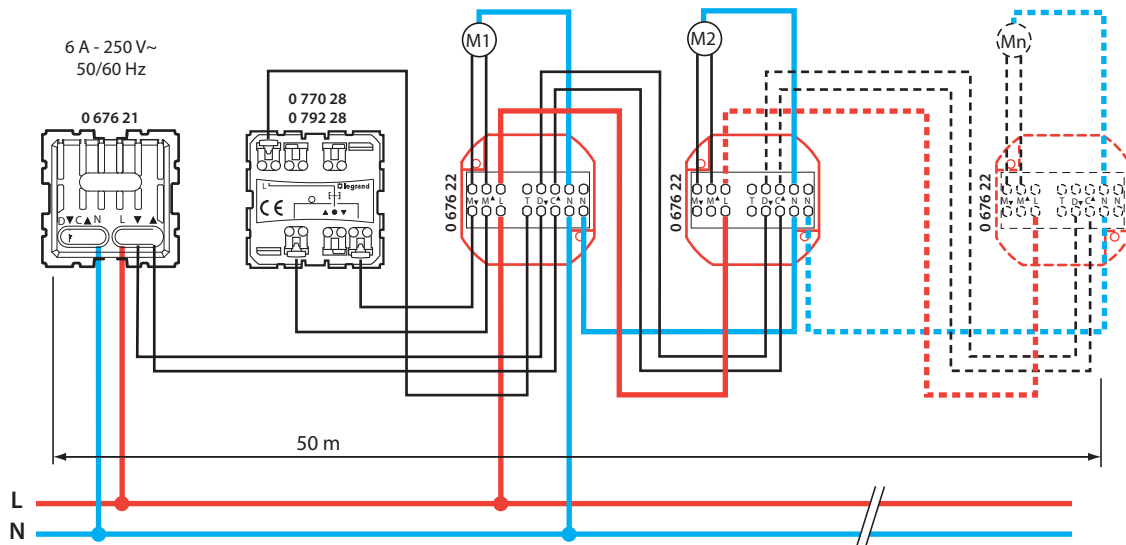 6 A - 250 V~
50/60 Hz
0 676 21
D▼C▲N L ▼ ▲
0 770 28
0 792 28
L
legrand
CE
▲ ● ▼
M1
0 676 22
M▼ M▲ L T D▼ C▲ N N
M2
0 676 22
M▼ M▲ L T D▼ C▲ N N
Mn
0 676 22
M▼ M▲ L T D▼ C▲ N N
50 m
L
N